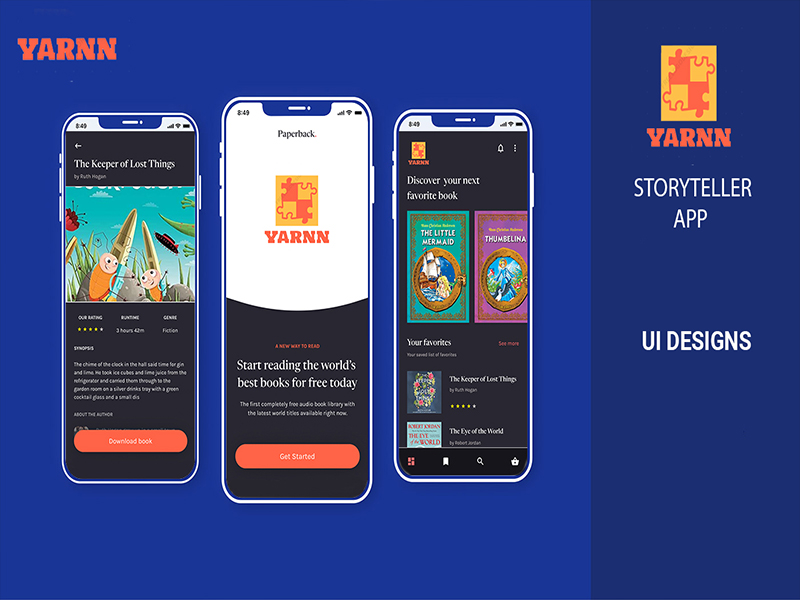 YARNN
8:49
The Keeper of Lost Things
by Ruth Hogan
OUR RATING
RUNTIME
GENRE
3 hours 42m
Fiction
SYNOPSIS
The chime of the clock in the hall said time for gin
and lime. He took ice cubes and lime juice from the
refrigerator and carried them through to the
garden room on a silver drinks tray with a green
cocktail glass and a small dis
ABOUT THE AUTHOR
Download book
8:49
Paperback.
YARNN
A NEW WAY TO READ
Start reading the world's
best books for free today
The first completely free audio book library with
the latest world titles available right now.
Get Started
8:49
YARNN
Discover your next
favorite book
Hans Christian Andersen
THE LITTLE
MERMAID
Hans Christian Andersen
THUMBELINA
Your favorites
See more
Your saved list of favorites
The Keeper of Lost Things
by Ruth Hogan
ROBERT JORDAN
THE EYE
of the WORLD
The Eye of the World
by Robert Jordan
YARNN
STORYTELLER
APP
UI DESIGNS